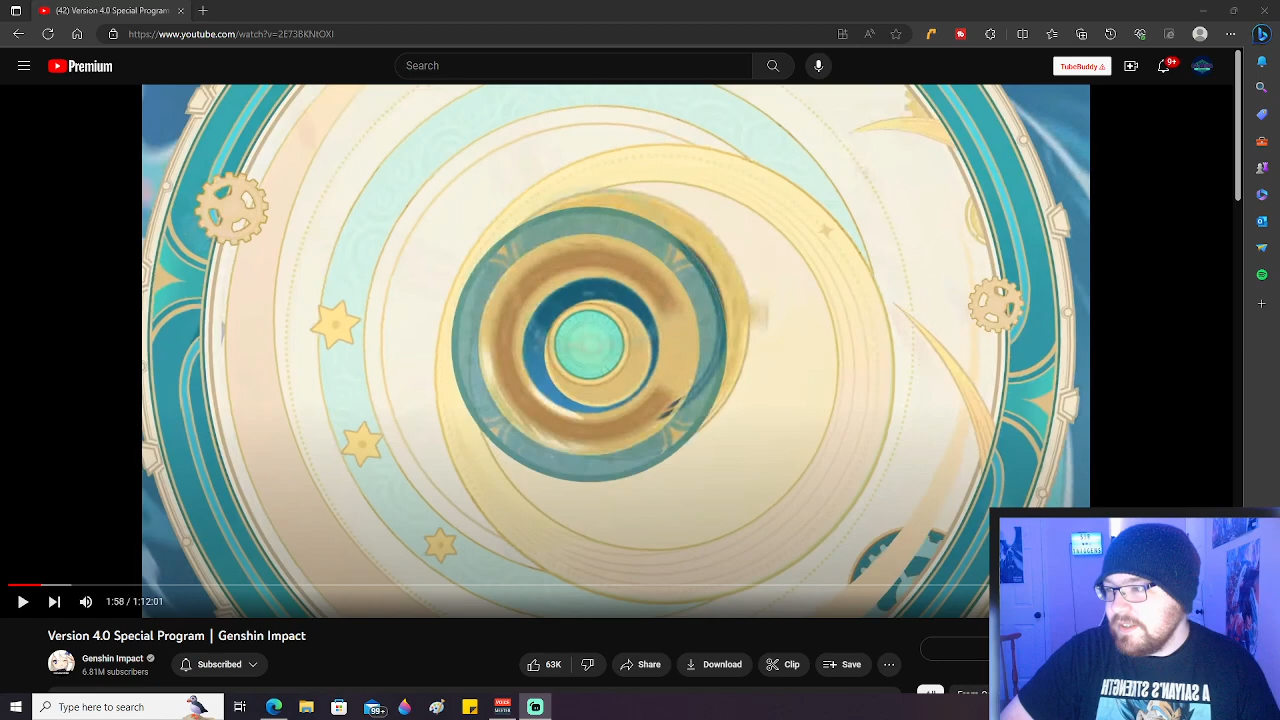 (42) Version 4.0 Special Program
https://www.youtube.com/watch?v=2E73BKNtOXI
Premium
Search
TubeBuddy
9+
1:58 / 1:12:01
Version 4.0 Special Program | Genshin Impact
Genshin Impact
6.81M subscribers
Subscribed
63K
Share
Download
Clip
Save
A SAIYAN'S STRENGTH
Type here to search
99+